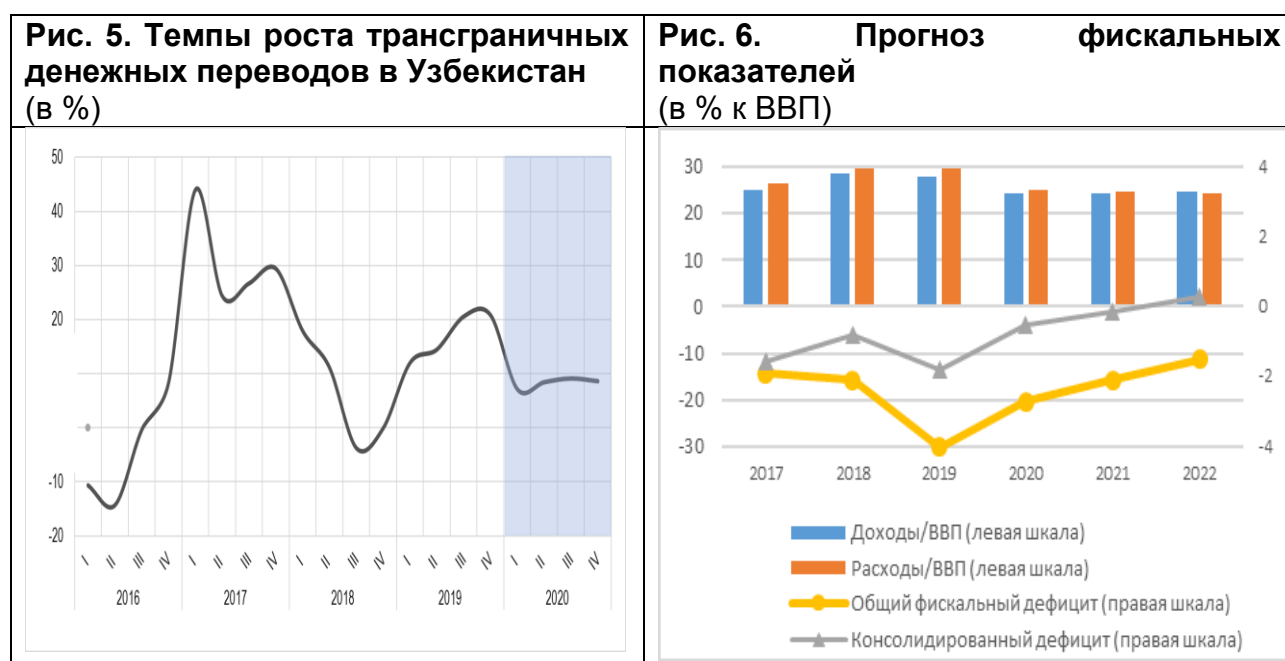 Рис. 5. Темпы роста трансграничных
денежных переводов в Узбекистан
(в %)
50
40
30
20
-10
-20
I II III IV I II III IV I II III IV I II III IV I II III IV
2016 2017 2018 2019 2020
Рис. 6. Прогноз фискальных
показателей
(в % к ВВП)
30 4
20
2
10
0 0
-10
-2
-20
-30 -4
2017 2018 2019 2020 2021 2022
Доходы/ВВП (левая шкала)
Расходы/ВВП (левая шкала)
Общий фискальный дефицит (правая шкала)
Консолидированный дефицит (правая шкала)